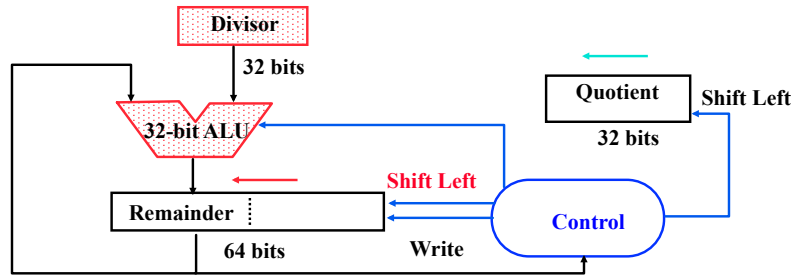 Divisor
32 bits
Quotient
Shift Left
32-bit ALU
32 bits
Shift Left
Remainder
Control
64 bits
Write